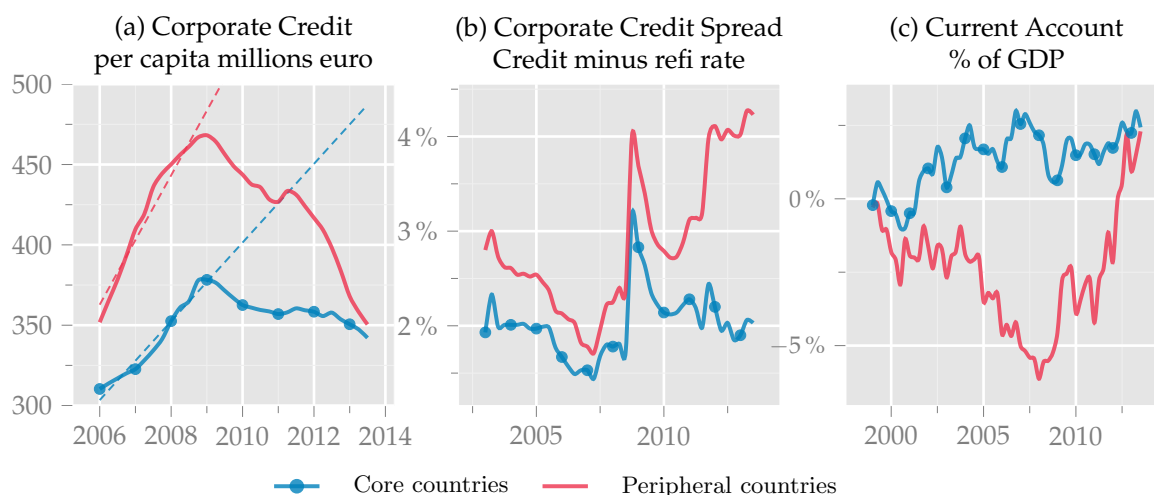 (a) Corporate Credit
per capita millions euro
500
450
400
350
300
2006 2008 2010 2012 2014
(b) Corporate Credit Spread
Credit minus refi rate
4 %
3 %
2 %
2005 2010
(c) Current Account
% of GDP
0 %
−5 %
2000 2005 2010
Core countries Peripheral countries